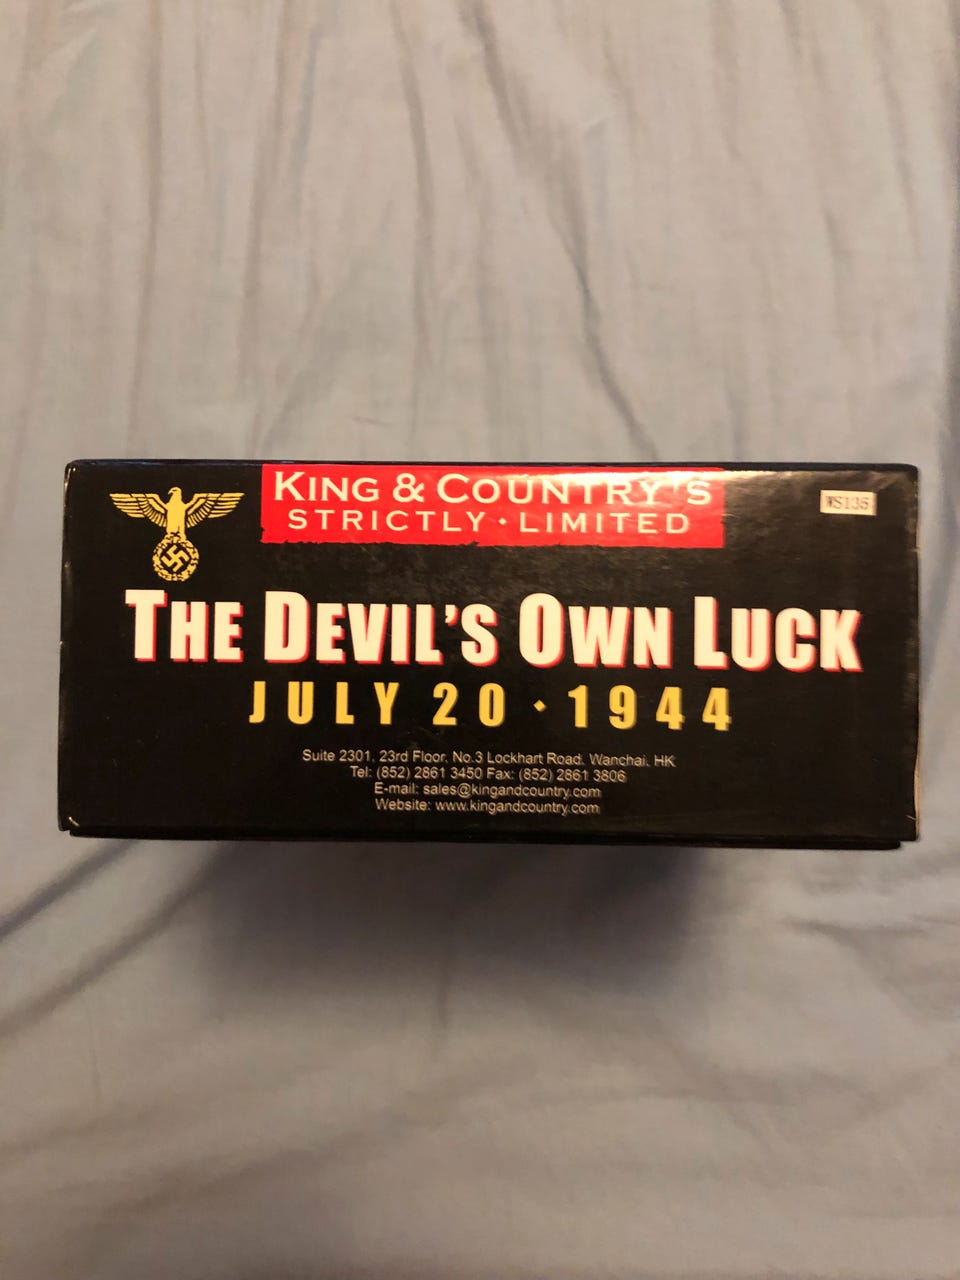 KING & COUNTRY'S
STRICTLY · LIMITED
WS135
THE DEVIL'S OWN LUCK
JULY 20 · 1944
Suite 2301, 23rd Floor, No.3 Lockhart Road, Wanchai, HK
Tel: (852) 2861 3450 Fax: (852) 2861 3806
E-mail: sales@kingandcountry.com
Website: www.kingandcountry.com